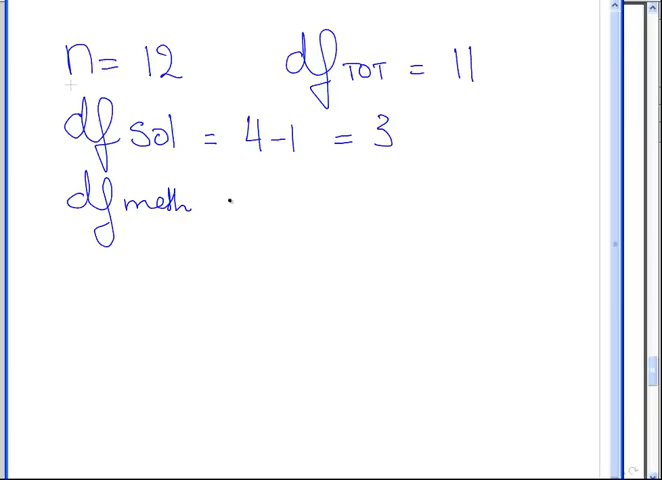 n = 12 df TOT = 11
df sol = 4-1 = 3
df meth